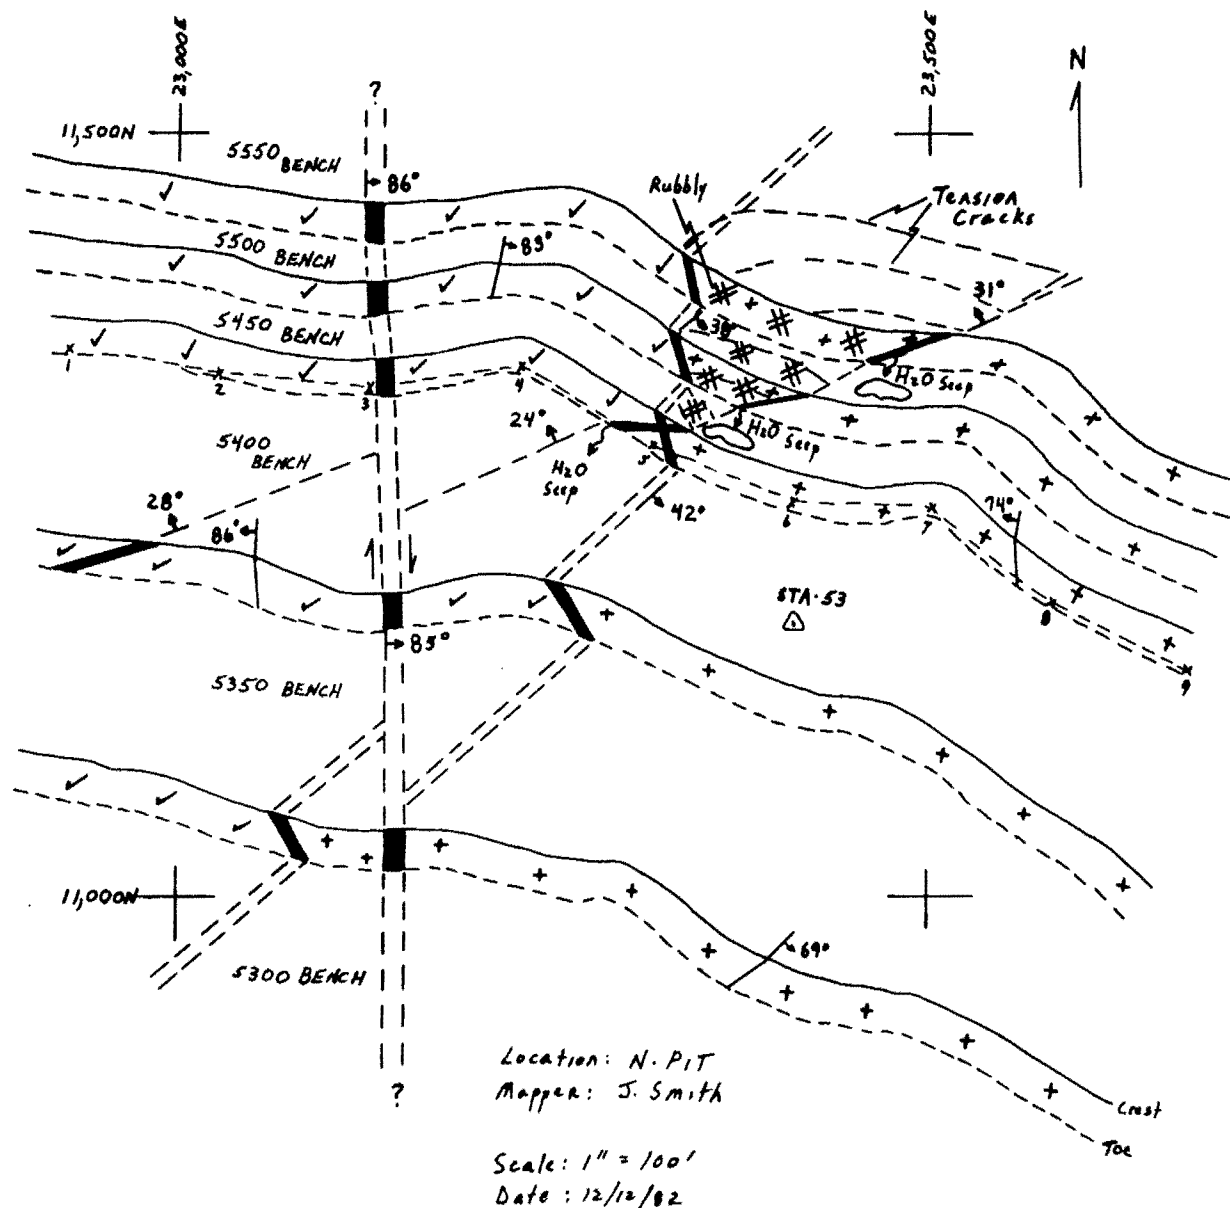 23,000E
23,500E
N
?
11,500N
5550 BENCH
86°
Rubbly
Tension
Cracks
5500 BENCH
83°
31°
5450 BENCH
38°
H2O Seep
1
2
3
4
24°
H2O
Seep
5400
BENCH
H2O
Seep
5
28°
86°
42°
6
7
74°
STA-53
8
85°
5350 BENCH
9
11,000N
69°
5300 BENCH
Location: N. PIT
Mapper: J. Smith
?
Crest
Toe
Scale: 1" = 100'
Date: 12/12/82